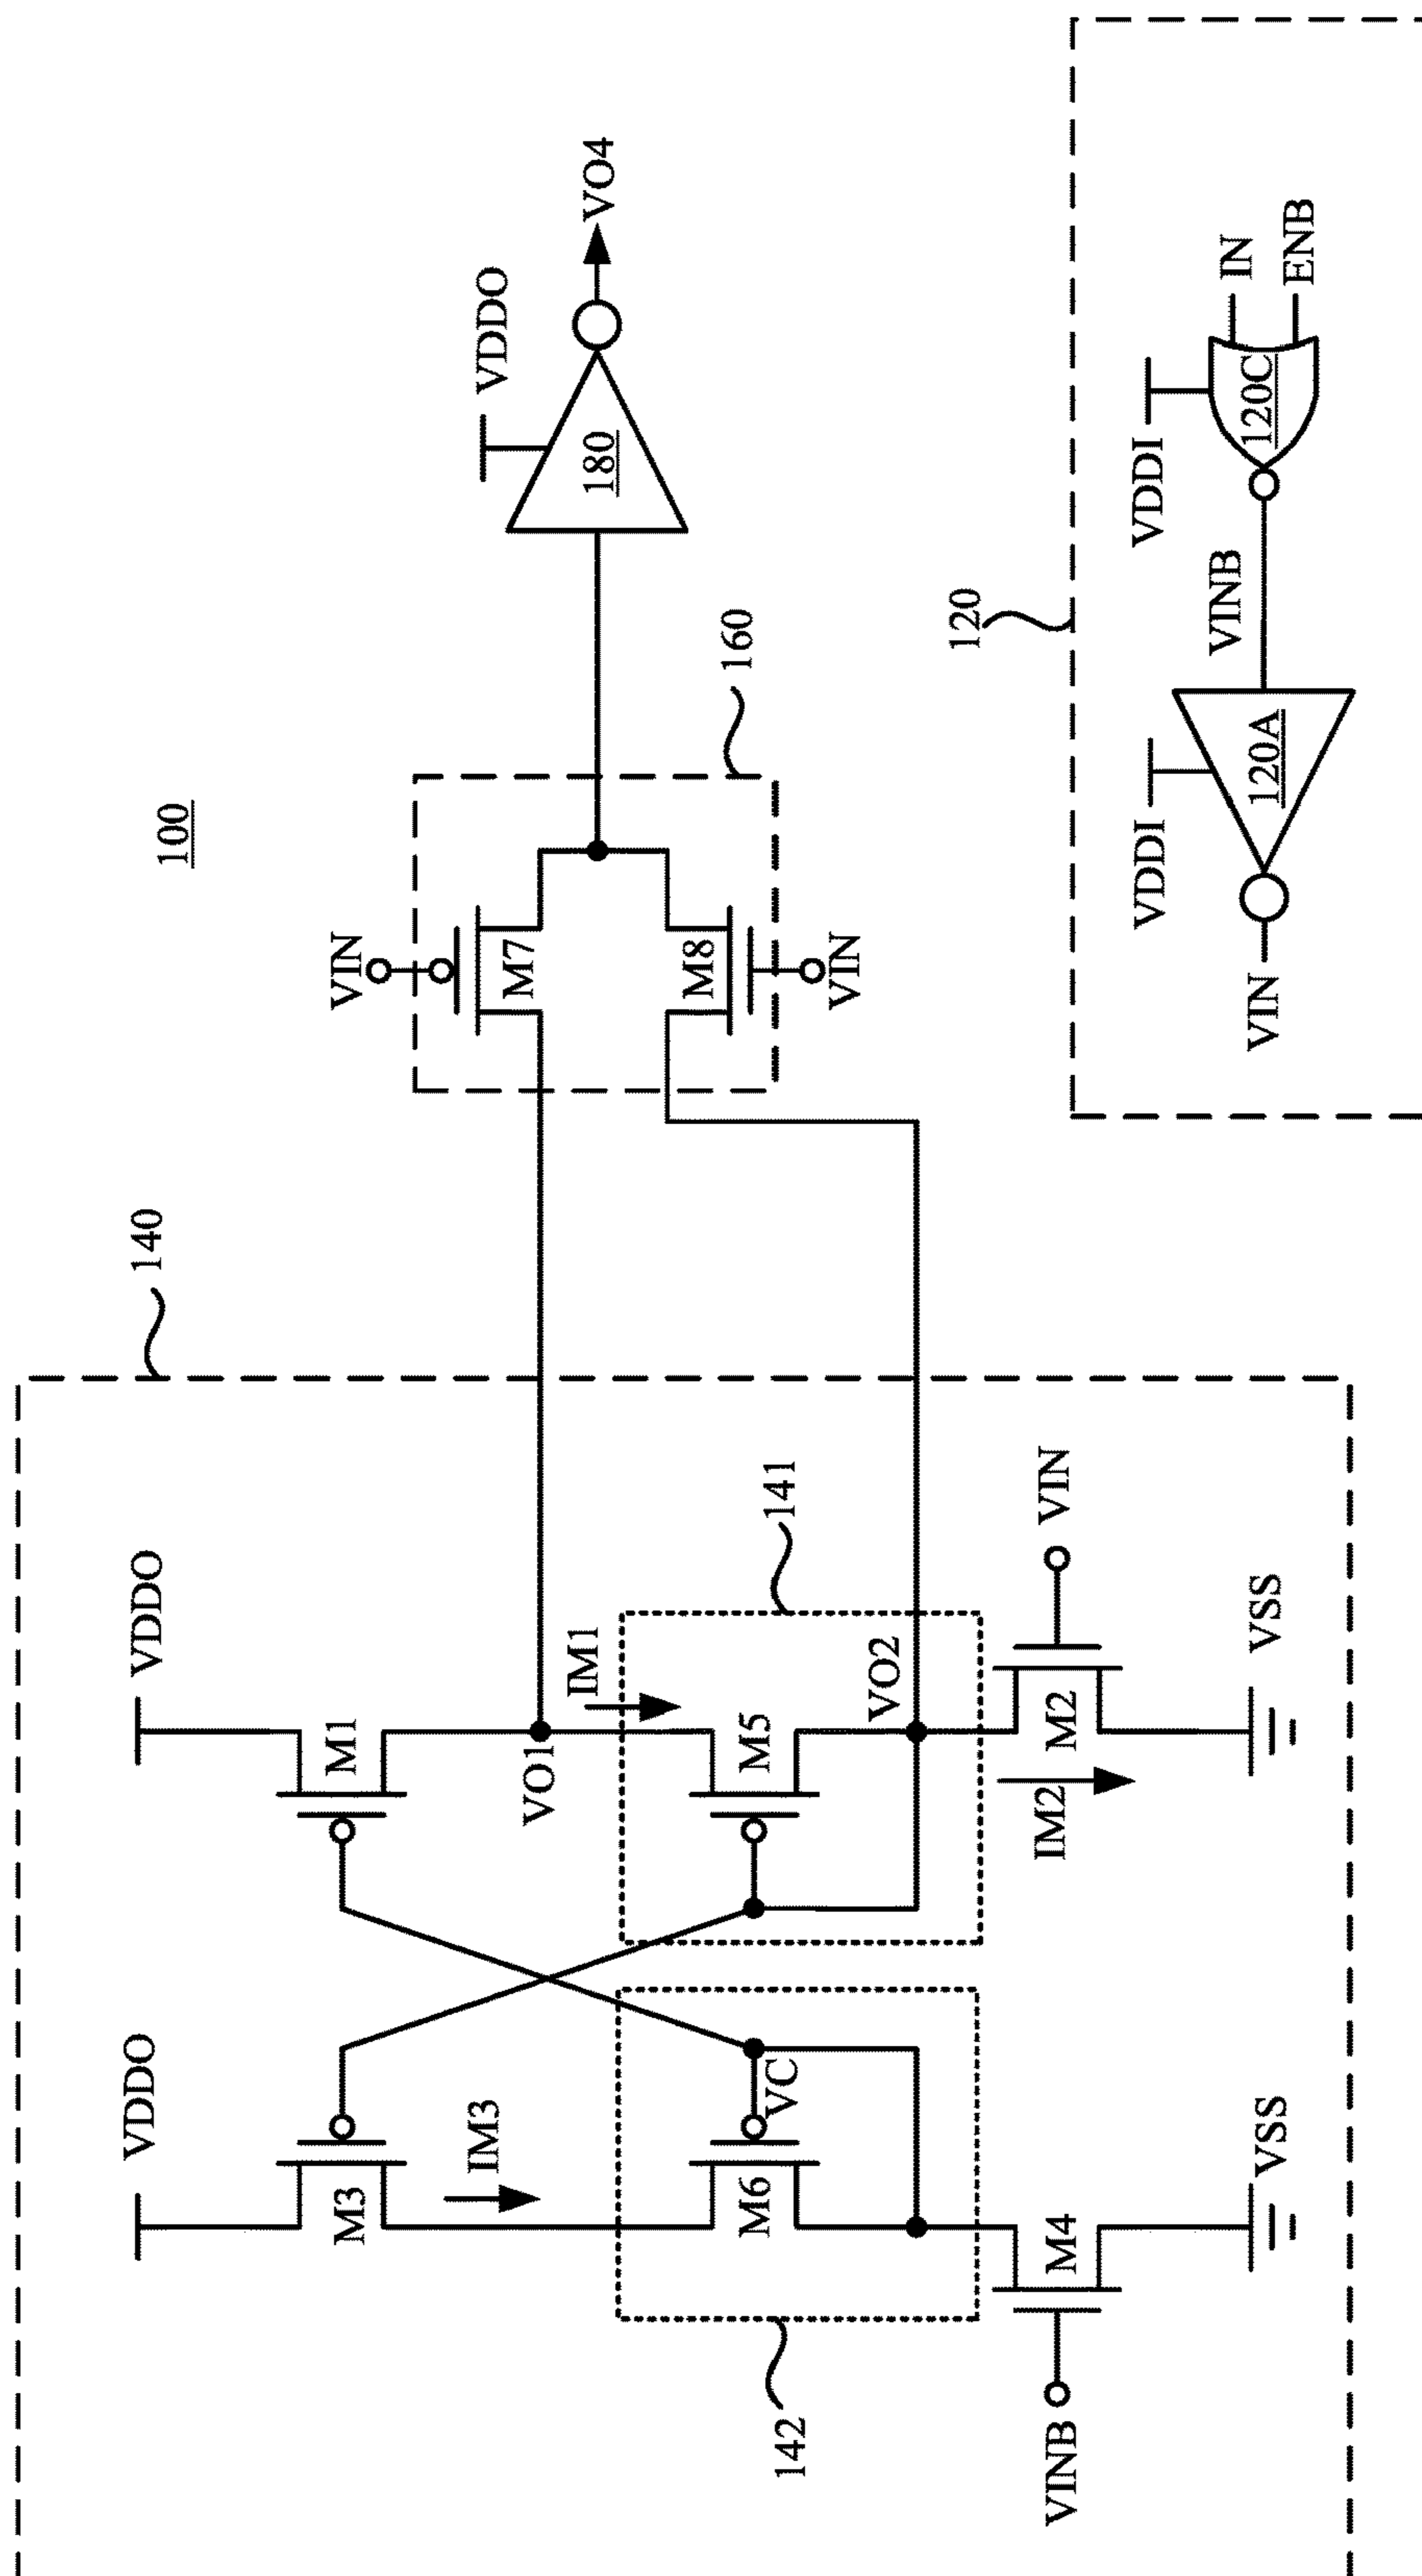 100
140
VDDO
VDDO
M3
M1
IM3
VO1
IM1
141
142
M6
VC
M5
VO2
VINB
M4
IM2
M2
VIN
VSS
VSS
160
VIN
M7
M8
VIN
VDDO
180
VO4
120
VDDI
VIN
120A
VINB
VDDI
120C
IN
ENB